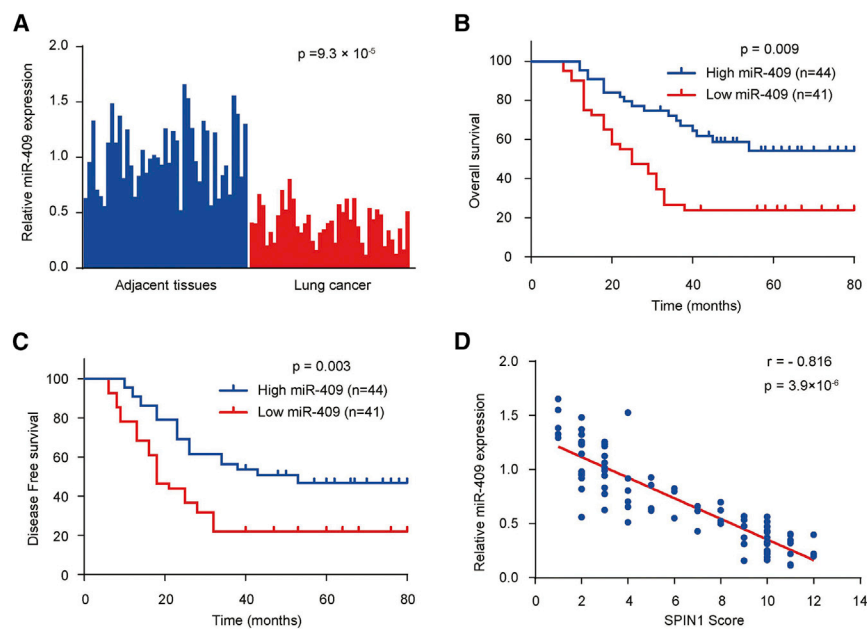 A
p =9.3 × 10-5
Relative miR-409 expression
2.0
1.5
1.0
0.5
0.0
Adjacent tissues
Lung cancer
B
p = 0.009
High miR-409 (n=44)
Low miR-409 (n=41)
Overall survival
100
80
60
40
20
0
0 20 40 60 80
Time (months)
C
p = 0.003
High miR-409 (n=44)
Low miR-409 (n=41)
Disease Free survival
100
80
60
40
20
0
0 20 40 60 80
Time (months)
D
r = - 0.816
p = 3.9×10-6
Relative miR-409 expression
2.0
1.5
1.0
0.5
0.0
0 2 4 6 8 10 12 14
SPIN1 Score